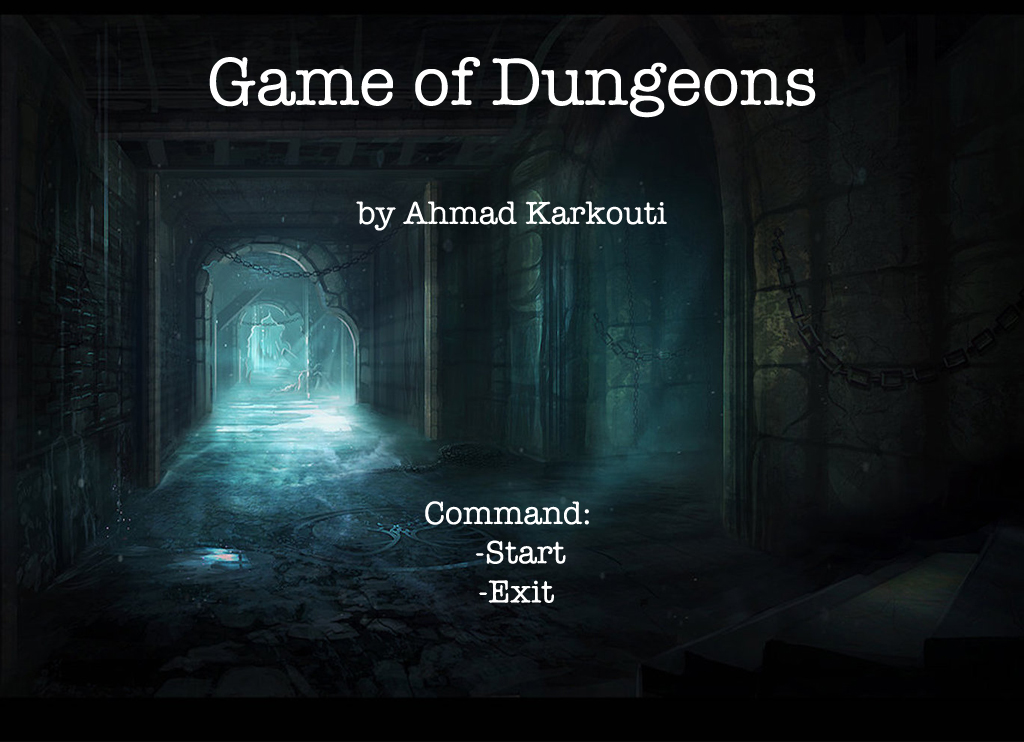 Game of Dungeons
by Ahmad Karkouti
Command:
-Start
-Exit